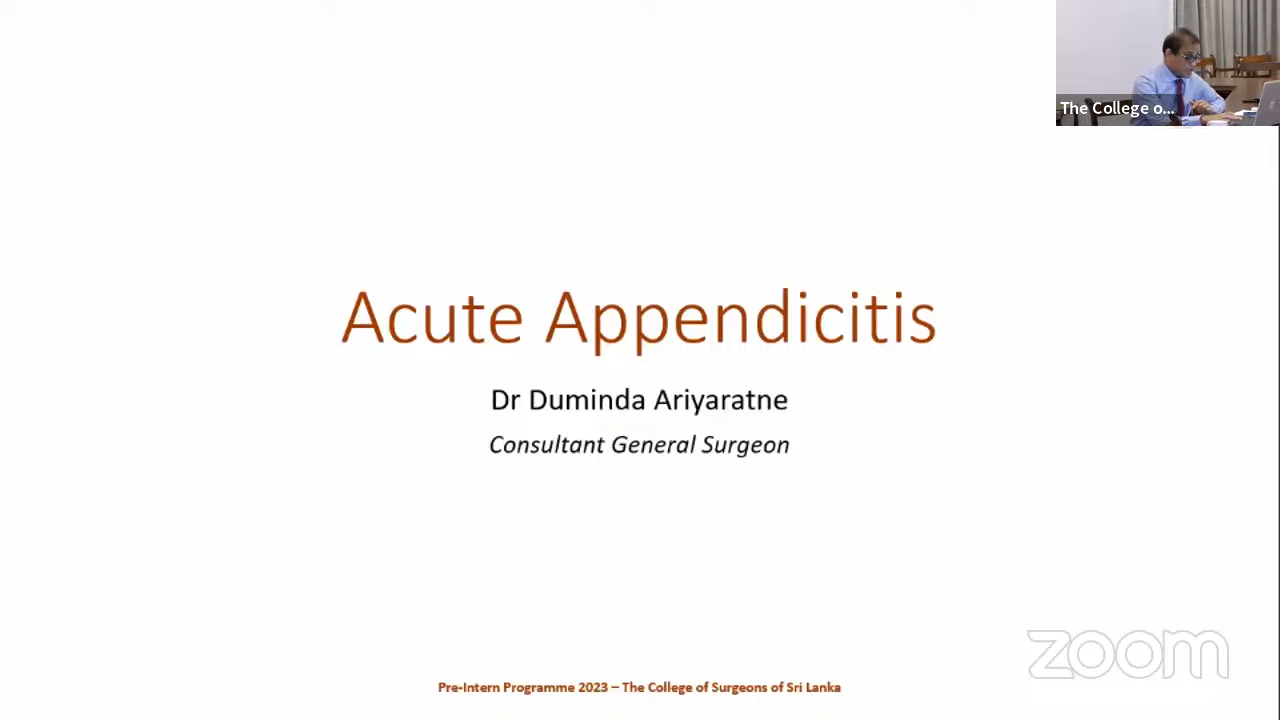 The College o...
Acute Appendicitis
Dr Duminda Ariyaratne
Consultant General Surgeon
zoom
Pre-Intern Programme 2023 – The College of Surgeons of Sri Lanka